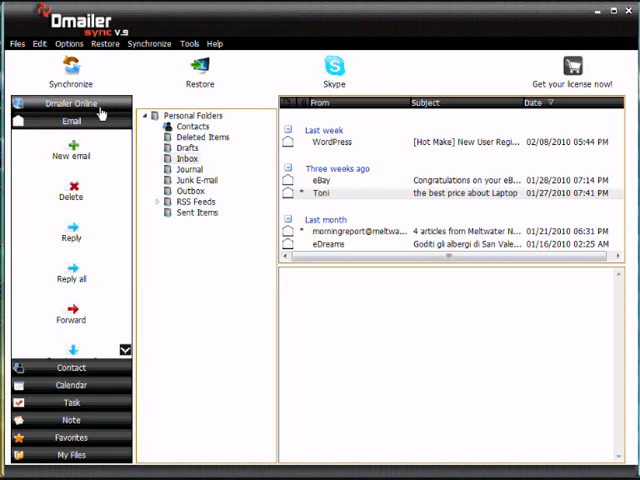 Dmailer
sync v.9
Files Edit Options Restore Synchronize Tools Help
Synchronize Restore Skype Get your license now!
Dmailer Online
Email
New email
Delete
Reply
Reply all
Forward
Contact
Calendar
Task
Note
Favorites
My Files
Personal Folders
Contacts
Deleted Items
Drafts
Inbox
Journal
Junk E-mail
Outbox
RSS Feeds
Sent Items
From Subject Date
Last week
WordPress [Hot Make] New User Regi... 02/08/2010 05:44 PM
Three weeks ago
eBay Congratulations on your eB... 01/28/2010 07:14 PM
Toni the best price about Laptop 01/27/2010 07:41 PM
Last month
morningreport@meltwa... 4 articles from Meltwater N... 01/21/2010 06:31 PM
eDreams Goditi gli albergi di San Vale... 01/16/2010 02:25 AM